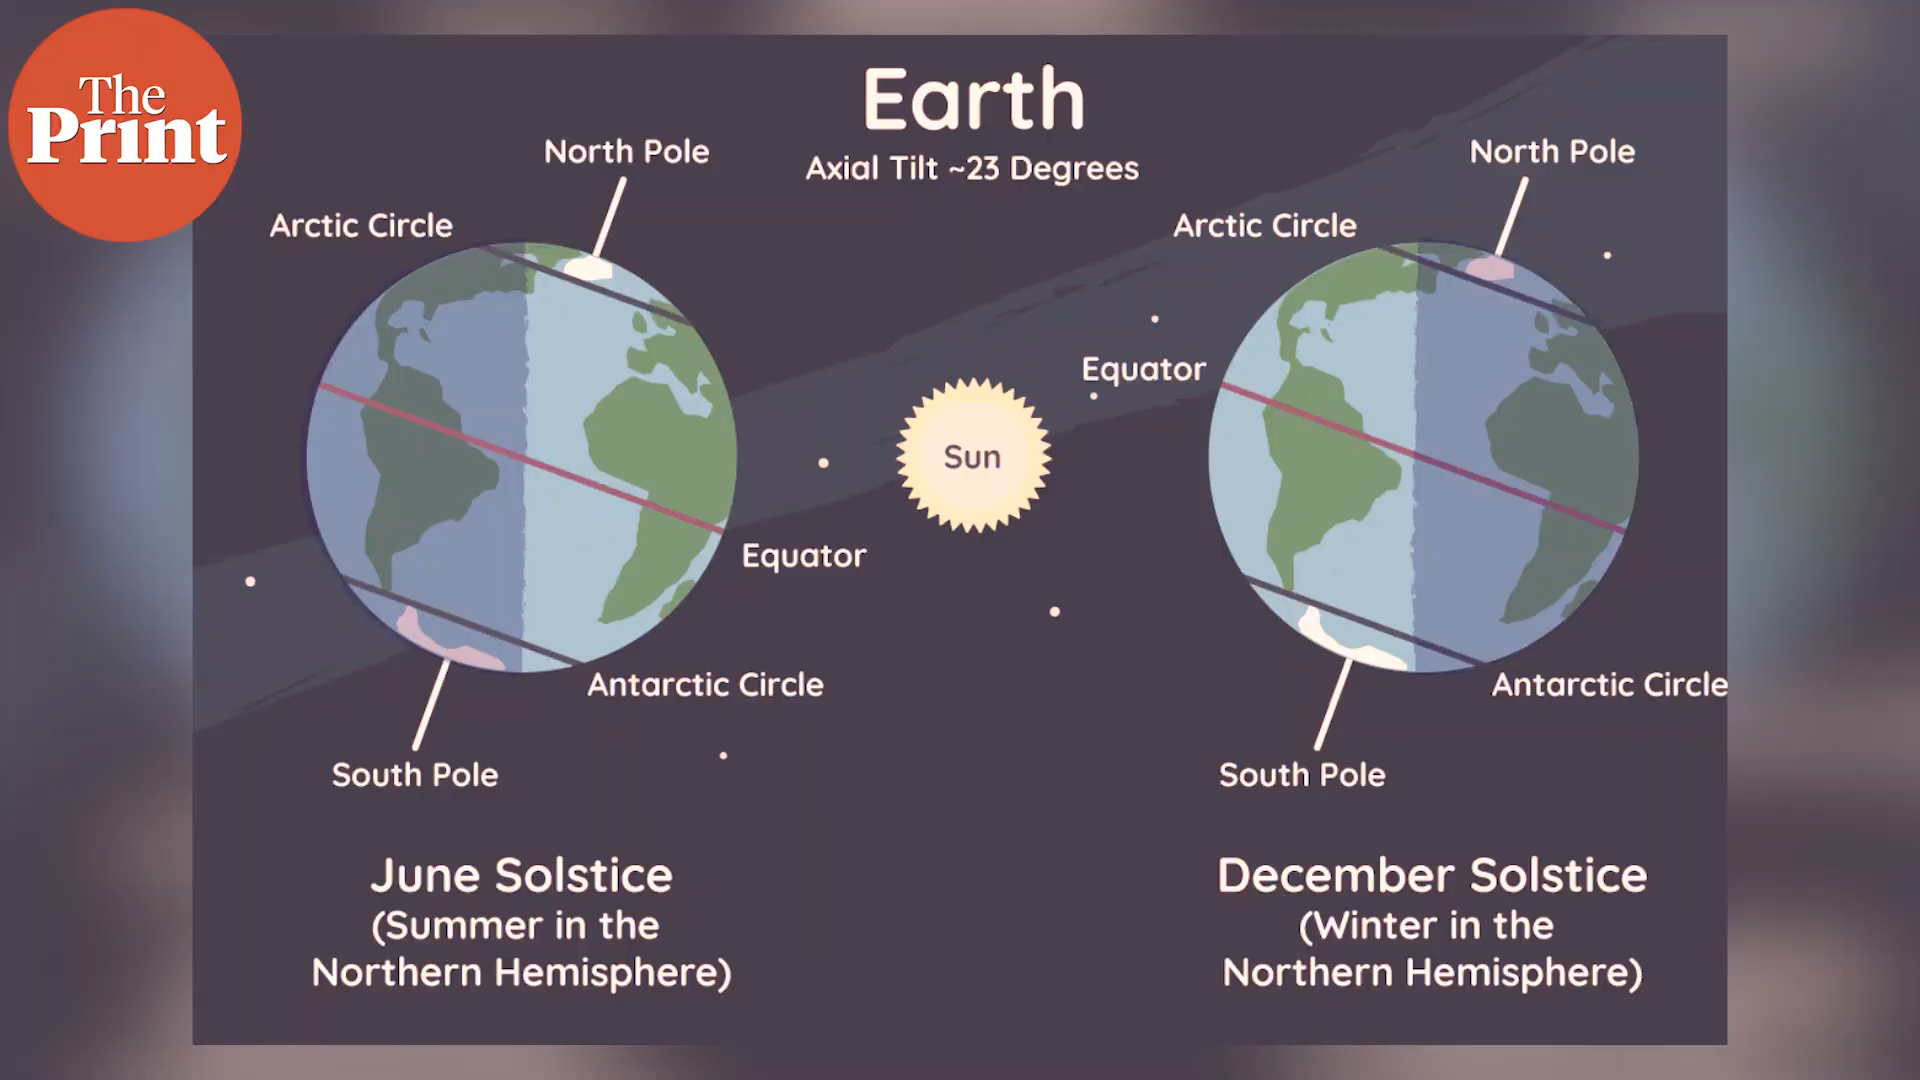 The
Print
Earth
Axial Tilt ~23 Degrees
North Pole
Arctic Circle
Equator
Antarctic Circle
South Pole
June Solstice
(Summer in the
Northern Hemisphere)
Sun
North Pole
Arctic Circle
Equator
Antarctic Circle
South Pole
December Solstice
(Winter in the
Northern Hemisphere)